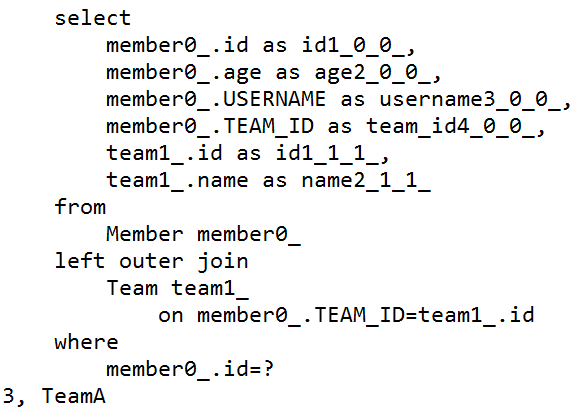 select
member0_.id as id1_0_0_,
member0_.age as age2_0_0_,
member0_.USERNAME as username3_0_0_,
member0_.TEAM_ID as team_id4_0_0_,
team1_.id as id1_1_1_,
team1_.name as name2_1_1_
from
Member member0_
left outer join
Team team1_
on member0_.TEAM_ID=team1_.id
where
member0_.id=?
3, TeamA